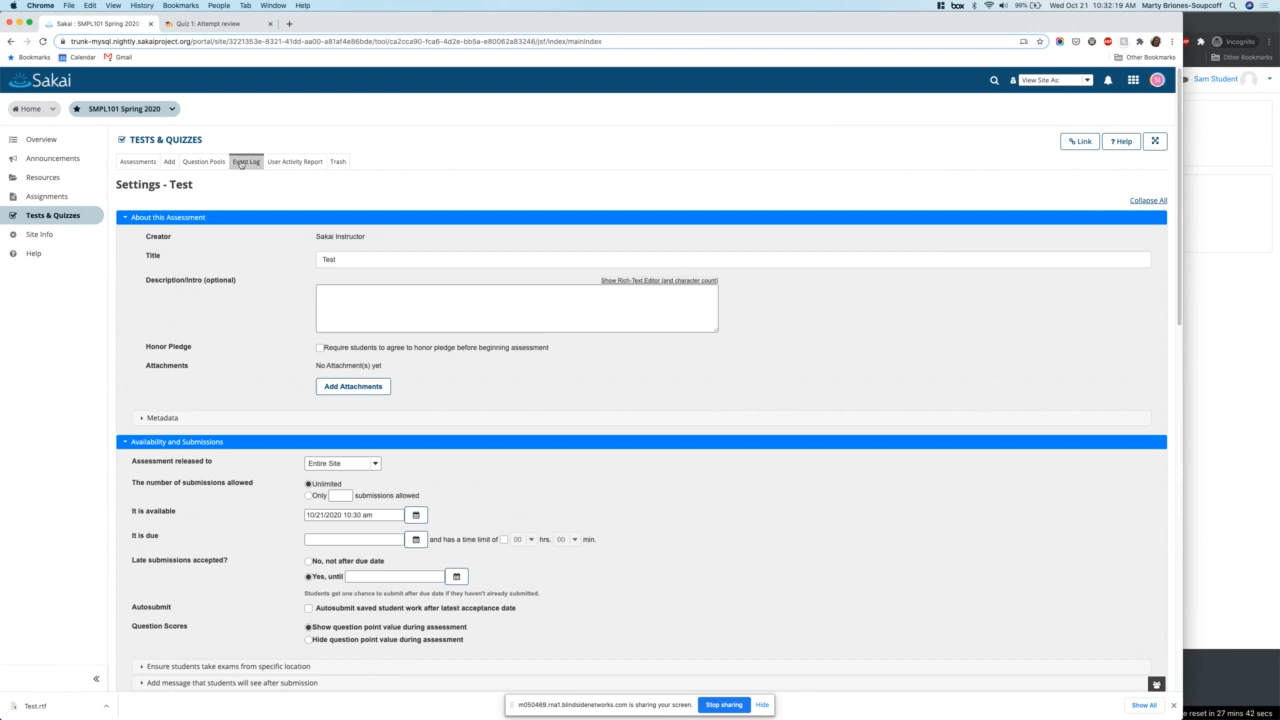 Chrome File Edit View History Bookmarks People Tab Window Help box 99% Wed Oct 21 10:32:19 AM Marty Briones-Soupcoff
Sakai : SMPL101 Spring 2020 Quiz 1: Attempt review
trunk-mysql.nightly.sakaiproject.org/portal/site/3221353e-8321-41dd-aa00-a81af4e86bde/tool/ca2cca90-fca6-4d2e-bb5a-e80062a83246/jsf/index/mainIndex Incognito
Bookmarks Calendar Gmail Other Bookmarks Other Bookmarks
Sakai View Site As: SI Sam Student
Home SMPL101 Spring 2020
Overview
Announcements
Resources
Assignments
Tests & Quizzes
Site Info
Help
TESTS & QUIZZES Link ? Help
Assessments Add Question Pools Event Log User Activity Report Trash
Settings - Test
Collapse All
About this Assessment
Creator Sakai Instructor
Title Test
Description/Intro (optional) Show Rich-Text Editor (and character count)
Honor Pledge Require students to agree to honor pledge before beginning assessment
Attachments No Attachment(s) yet
Add Attachments
Metadata
Availability and Submissions
Assessment released to Entire Site
The number of submissions allowed Unlimited
Only submissions allowed
It is available 10/21/2020 10:30 am
It is due and has a time limit of 00 hrs. 00 min.
Late submissions accepted? No, not after due date
Yes, until
Students get one chance to submit after due date if they haven't already submitted.
Autosubmit Autosubmit saved student work after latest acceptance date
Question Scores Show question point value during assessment
Hide question point value during assessment
Ensure students take exams from specific location
Add message that students will see after submission
Test.rtf m050469.rna1.blindsidenetworks.com is sharing your screen. Stop sharing Hide Show All
e reset in 27 mins 42 secs